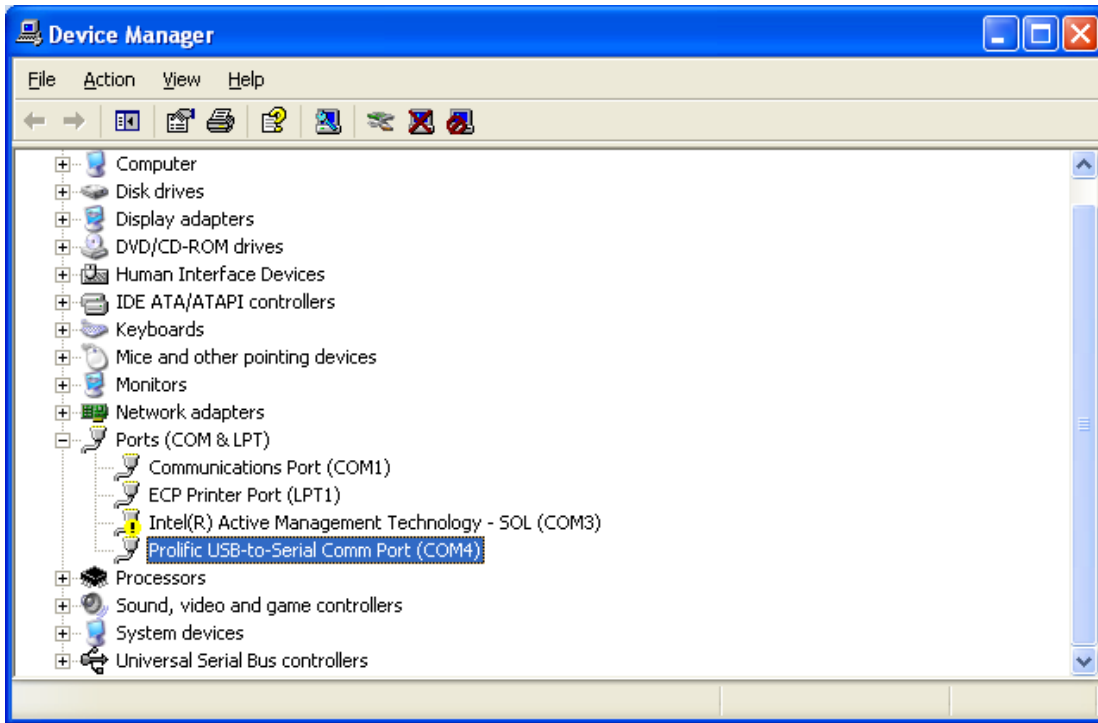 Device Manager
File Action View Help
Computer
Disk drives
Display adapters
DVD/CD-ROM drives
Human Interface Devices
IDE ATA/ATAPI controllers
Keyboards
Mice and other pointing devices
Monitors
Network adapters
Ports (COM & LPT)
Communications Port (COM1)
ECP Printer Port (LPT1)
Intel(R) Active Management Technology - SOL (COM3)
Prolific USB-to-Serial Comm Port (COM4)
Processors
Sound, video and game controllers
System devices
Universal Serial Bus controllers